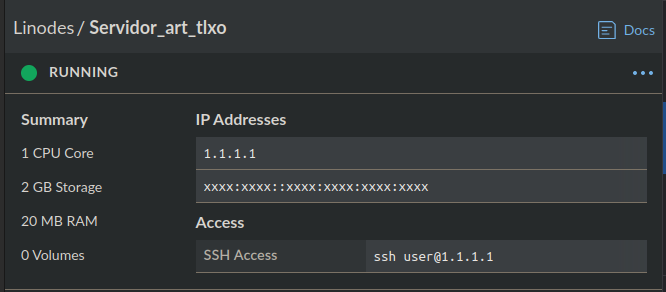 Linodes / Servidor_art_tlxo
Docs
RUNNING
Summary
1 CPU Core
2 GB Storage
20 MB RAM
0 Volumes
IP Addresses
1.1.1.1
xxxx:xxxx::xxxx:xxxx:xxxx:xxxx
Access
SSH Access
ssh user@1.1.1.1